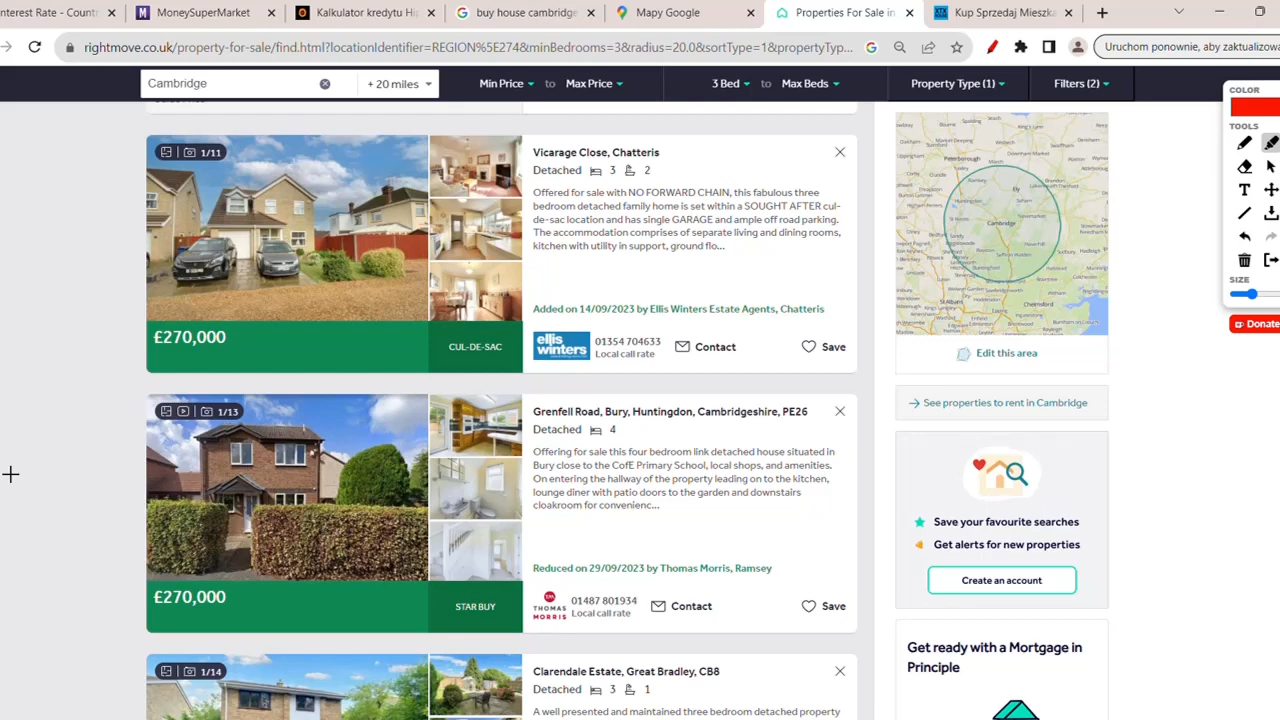 nterest Rate - Count
MoneySuperMarket
Kalkulator kredytu Hi
buy house cambridge
Mapy Google
Properties For Sale in
Kup Sprzedaj Mieszka
rightmove.co.uk/property-for-sale/find.html?locationIdentifier=REGION%5E274&minBedrooms=3&radius=20.0&sortType=1&propertyTyp...
Uruchom ponownie, aby zaktualizowa
Cambridge
+ 20 miles
Min Price to Max Price
3 Bed to Max Beds
Property Type (1)
Filters (2)
COLOR
TOOLS
SIZE
Donate
1/11
£270,000
CUL-DE-SAC
Vicarage Close, Chatteris
Detached 3 2
Offered for sale with NO FORWARD CHAIN, this fabulous three
bedroom detached family home is set within a SOUGHT AFTER cul-
de-sac location and has single GARAGE and ample off road parking.
The accommodation comprises of separate living and dining rooms,
kitchen with utility in support, ground flo...
Added on 14/09/2023 by Ellis Winters Estate Agents, Chatteris
ellis
winters
01354 704633
Local call rate
Contact
Save
1/13
£270,000
STAR BUY
Grenfell Road, Bury, Huntingdon, Cambridgeshire, PE26
Detached 4
Offering for sale this four bedroom link detached house situated in
Bury close to the CofE Primary School, local shops, and amenities.
On entering the hallway of the property leading on to the kitchen,
lounge diner with patio doors to the garden and downstairs
cloakroom for convenienc...
Reduced on 29/09/2023 by Thomas Morris, Ramsey
THOMAS
MORRIS
01487 801934
Local call rate
Contact
Save
1/14
Clarendale Estate, Great Bradley, CB8
Detached 3 1
A well presented and maintained three bedroom detached property
Peterborough
Ely
Cambridge
Saffron Walden
St Albans
Chelmsford
Edit this area
See properties to rent in Cambridge
Save your favourite searches
Get alerts for new properties
Create an account
Get ready with a Mortgage in
Principle